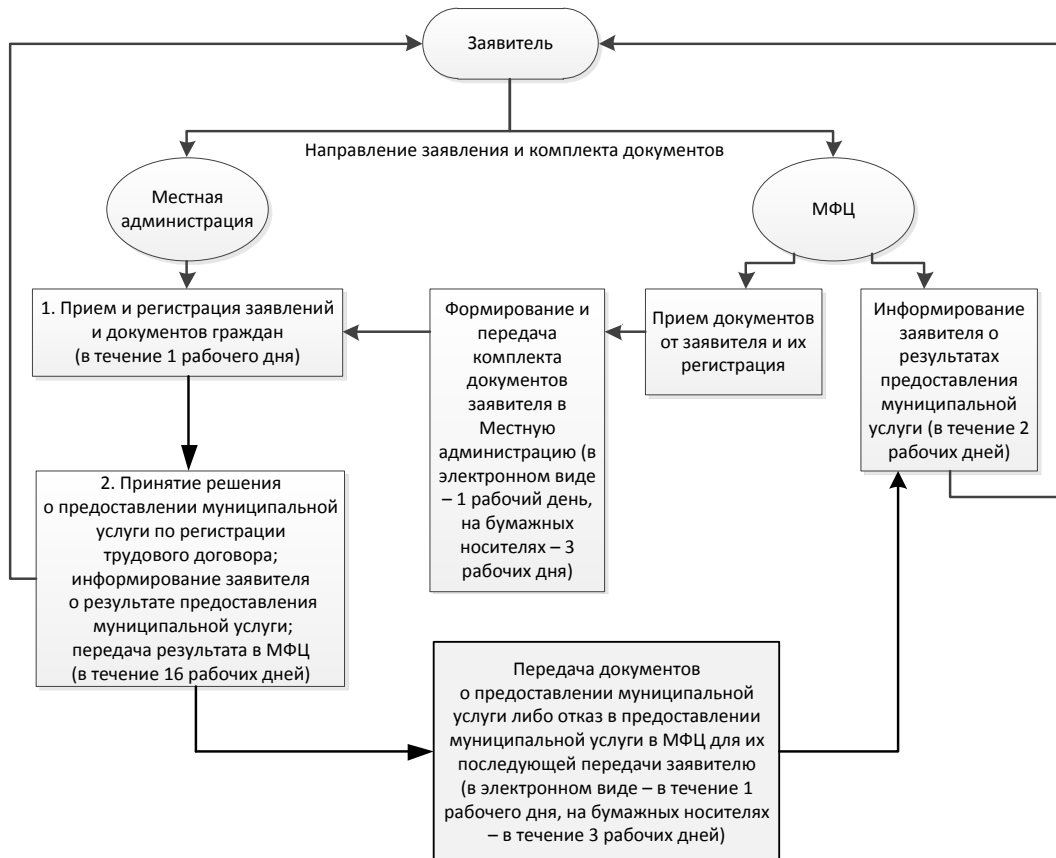 Заявитель
Направление заявления и комплекта документов
Местная
администрация
МФЦ
1. Прием и регистрация заявлений
и документов граждан
(в течение 1 рабочего дня)
Формирование и
передача
комплекта
документов
заявителя в
Местную
администрацию (в
электронном виде
– 1 рабочий день,
на бумажных
носителях – 3
рабочих дня)
Прием документов
от заявителя и их
регистрация
Информирование
заявителя о
результатах
предоставления
муниципальной
услуги (в течение 2
рабочих дней)
2. Принятие решения
о предоставлении муниципальной
услуги по регистрации
трудового договора;
информирование заявителя
о результате предоставления
муниципальной услуги;
передача результата в МФЦ
(в течение 16 рабочих дней)
Передача документов
о предоставлении муниципальной
услуги либо отказ в предоставлении
муниципальной услуги в МФЦ для их
последующей передачи заявителю
(в электронном виде – в течение 1
рабочего дня, на бумажных носителях
– в течение 3 рабочих дней)